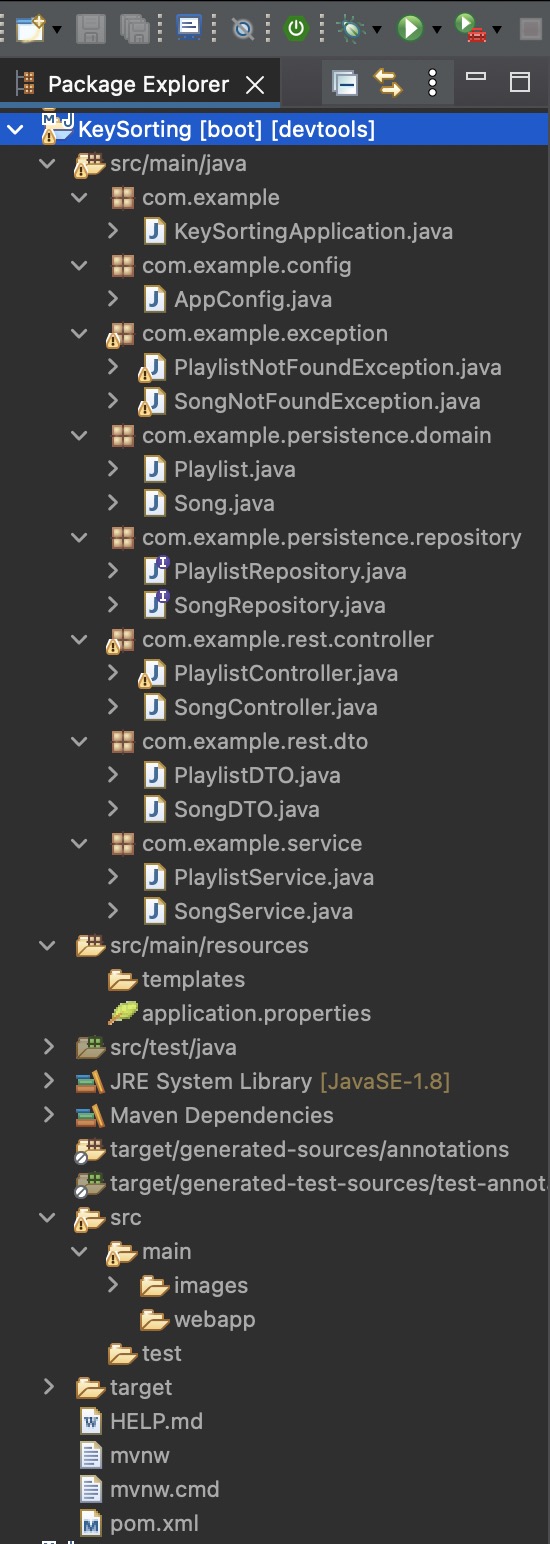 Package Explorer
KeySorting [boot] [devtools]
src/main/java
com.example
KeySortingApplication.java
com.example.config
AppConfig.java
com.example.exception
PlaylistNotFoundException.java
SongNotFoundException.java
com.example.persistence.domain
Playlist.java
Song.java
com.example.persistence.repository
PlaylistRepository.java
SongRepository.java
com.example.rest.controller
PlaylistController.java
SongController.java
com.example.rest.dto
PlaylistDTO.java
SongDTO.java
com.example.service
PlaylistService.java
SongService.java
src/main/resources
templates
application.properties
src/test/java
JRE System Library [JavaSE-1.8]
Maven Dependencies
target/generated-sources/annotations
target/generated-test-sources/test-annot
src
main
images
webapp
test
target
HELP.md
mvnw
mvnw.cmd
pom.xml